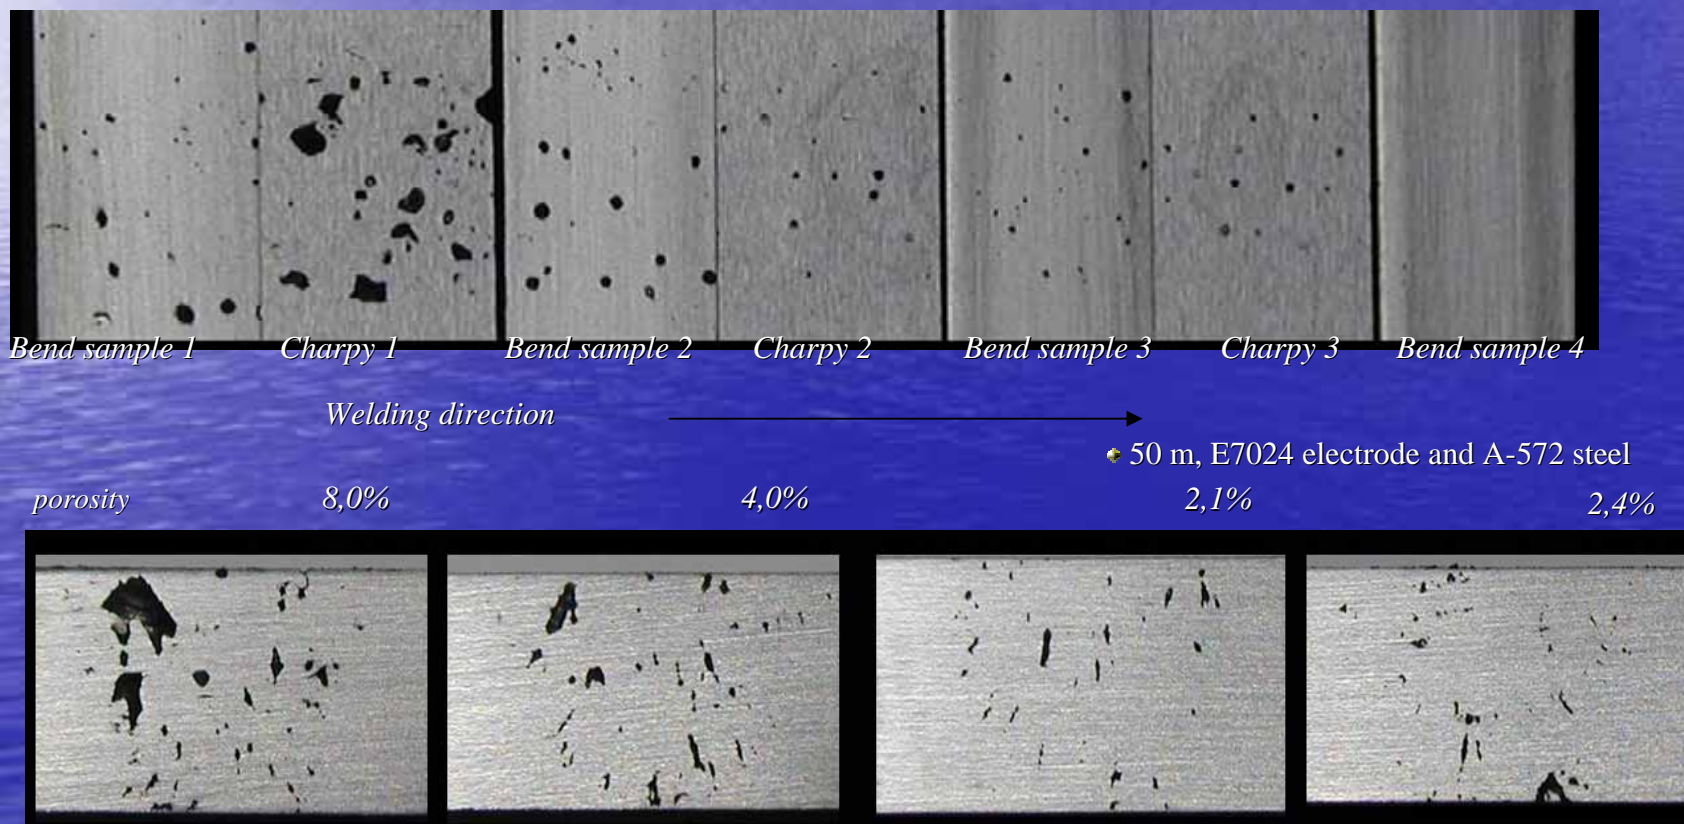 Bend sample 1 Charpy 1 Bend sample 2 Charpy 2 Bend sample 3 Charpy 3 Bend sample 4
Welding direction
50 m, E7024 electrode and A-572 steel
porosity 8,0% 4,0% 2,1% 2,4%